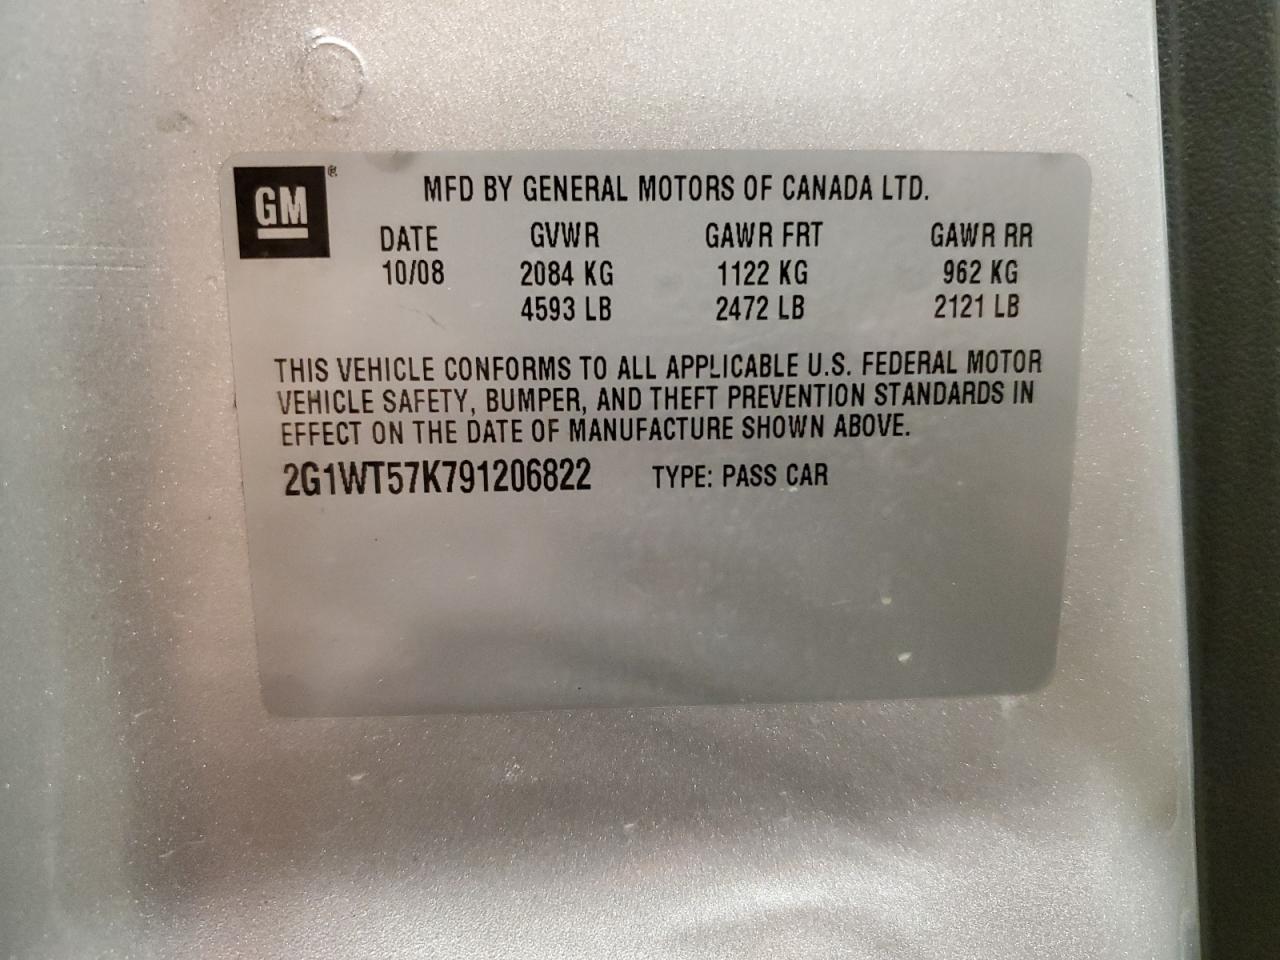 GM ®
MFD BY GENERAL MOTORS OF CANADA LTD.
DATE GVWR GAWR FRT GAWR RR
10/08 2084 KG 1122 KG 962 KG
4593 LB 2472 LB 2121 LB
THIS VEHICLE CONFORMS TO ALL APPLICABLE U.S. FEDERAL MOTOR
VEHICLE SAFETY, BUMPER, AND THEFT PREVENTION STANDARDS IN
EFFECT ON THE DATE OF MANUFACTURE SHOWN ABOVE.
2G1WT57K791206822 TYPE: PASS CAR